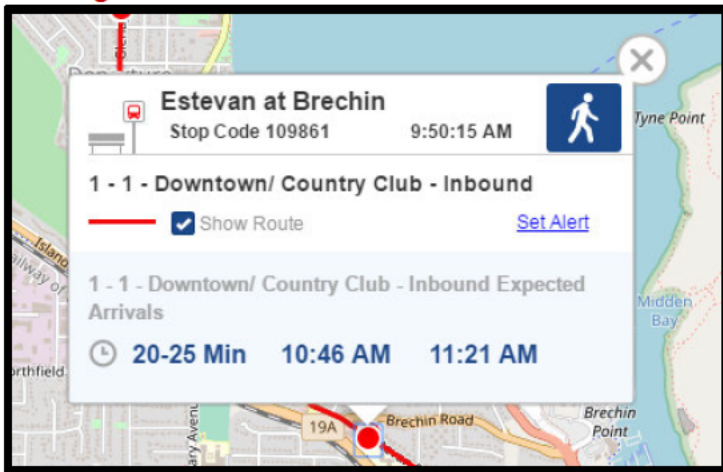 Departure
Estevan at Brechin
Stop Code 109861 9:50:15 AM
Tyne Point
1 - 1 - Downtown/ Country Club - Inbound
Show Route Set Alert
1 - 1 - Downtown/ Country Club - Inbound Expected
Arrivals
20-25 Min 10:46 AM 11:21 AM
Midden
Bay
Brechin
Point
19A Brechin Road